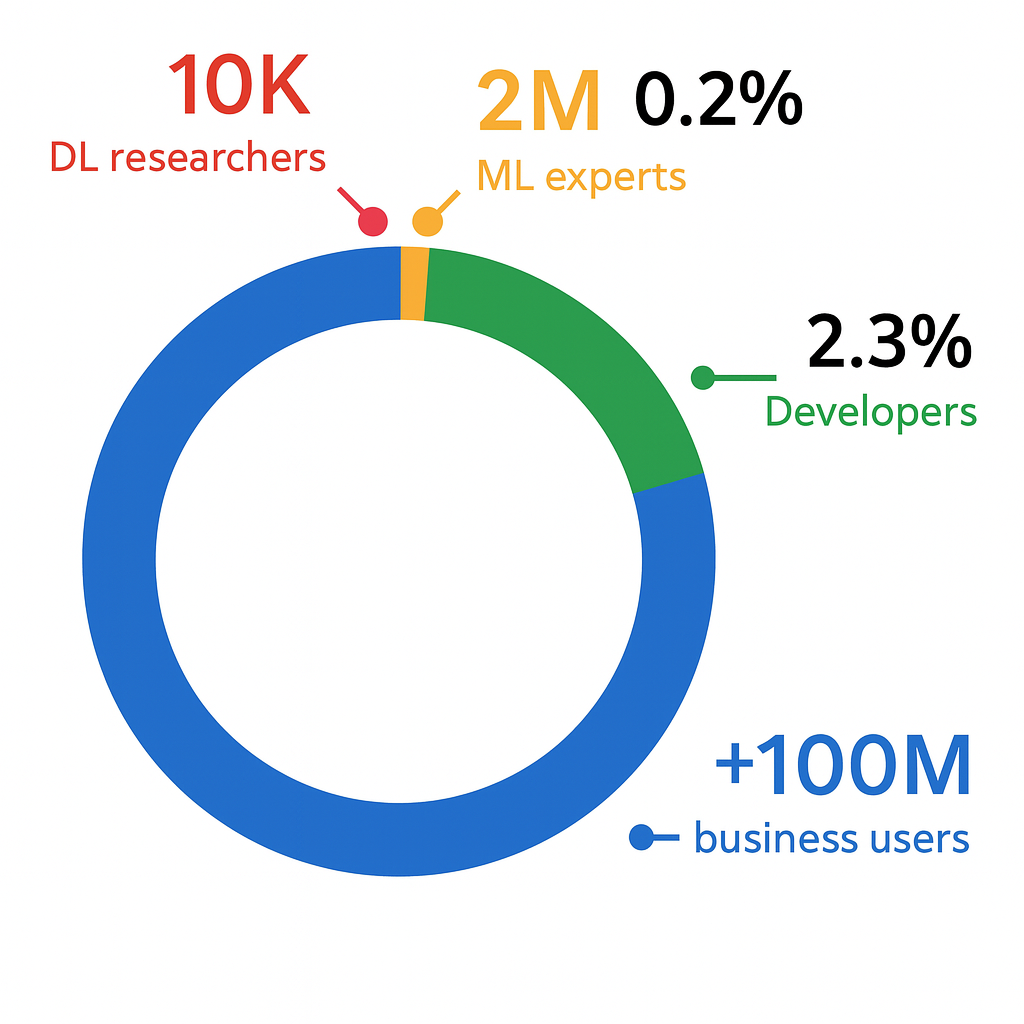 10K
DL researchers
2M 0.2%
ML experts
2.3%
Developers
+100M
business users